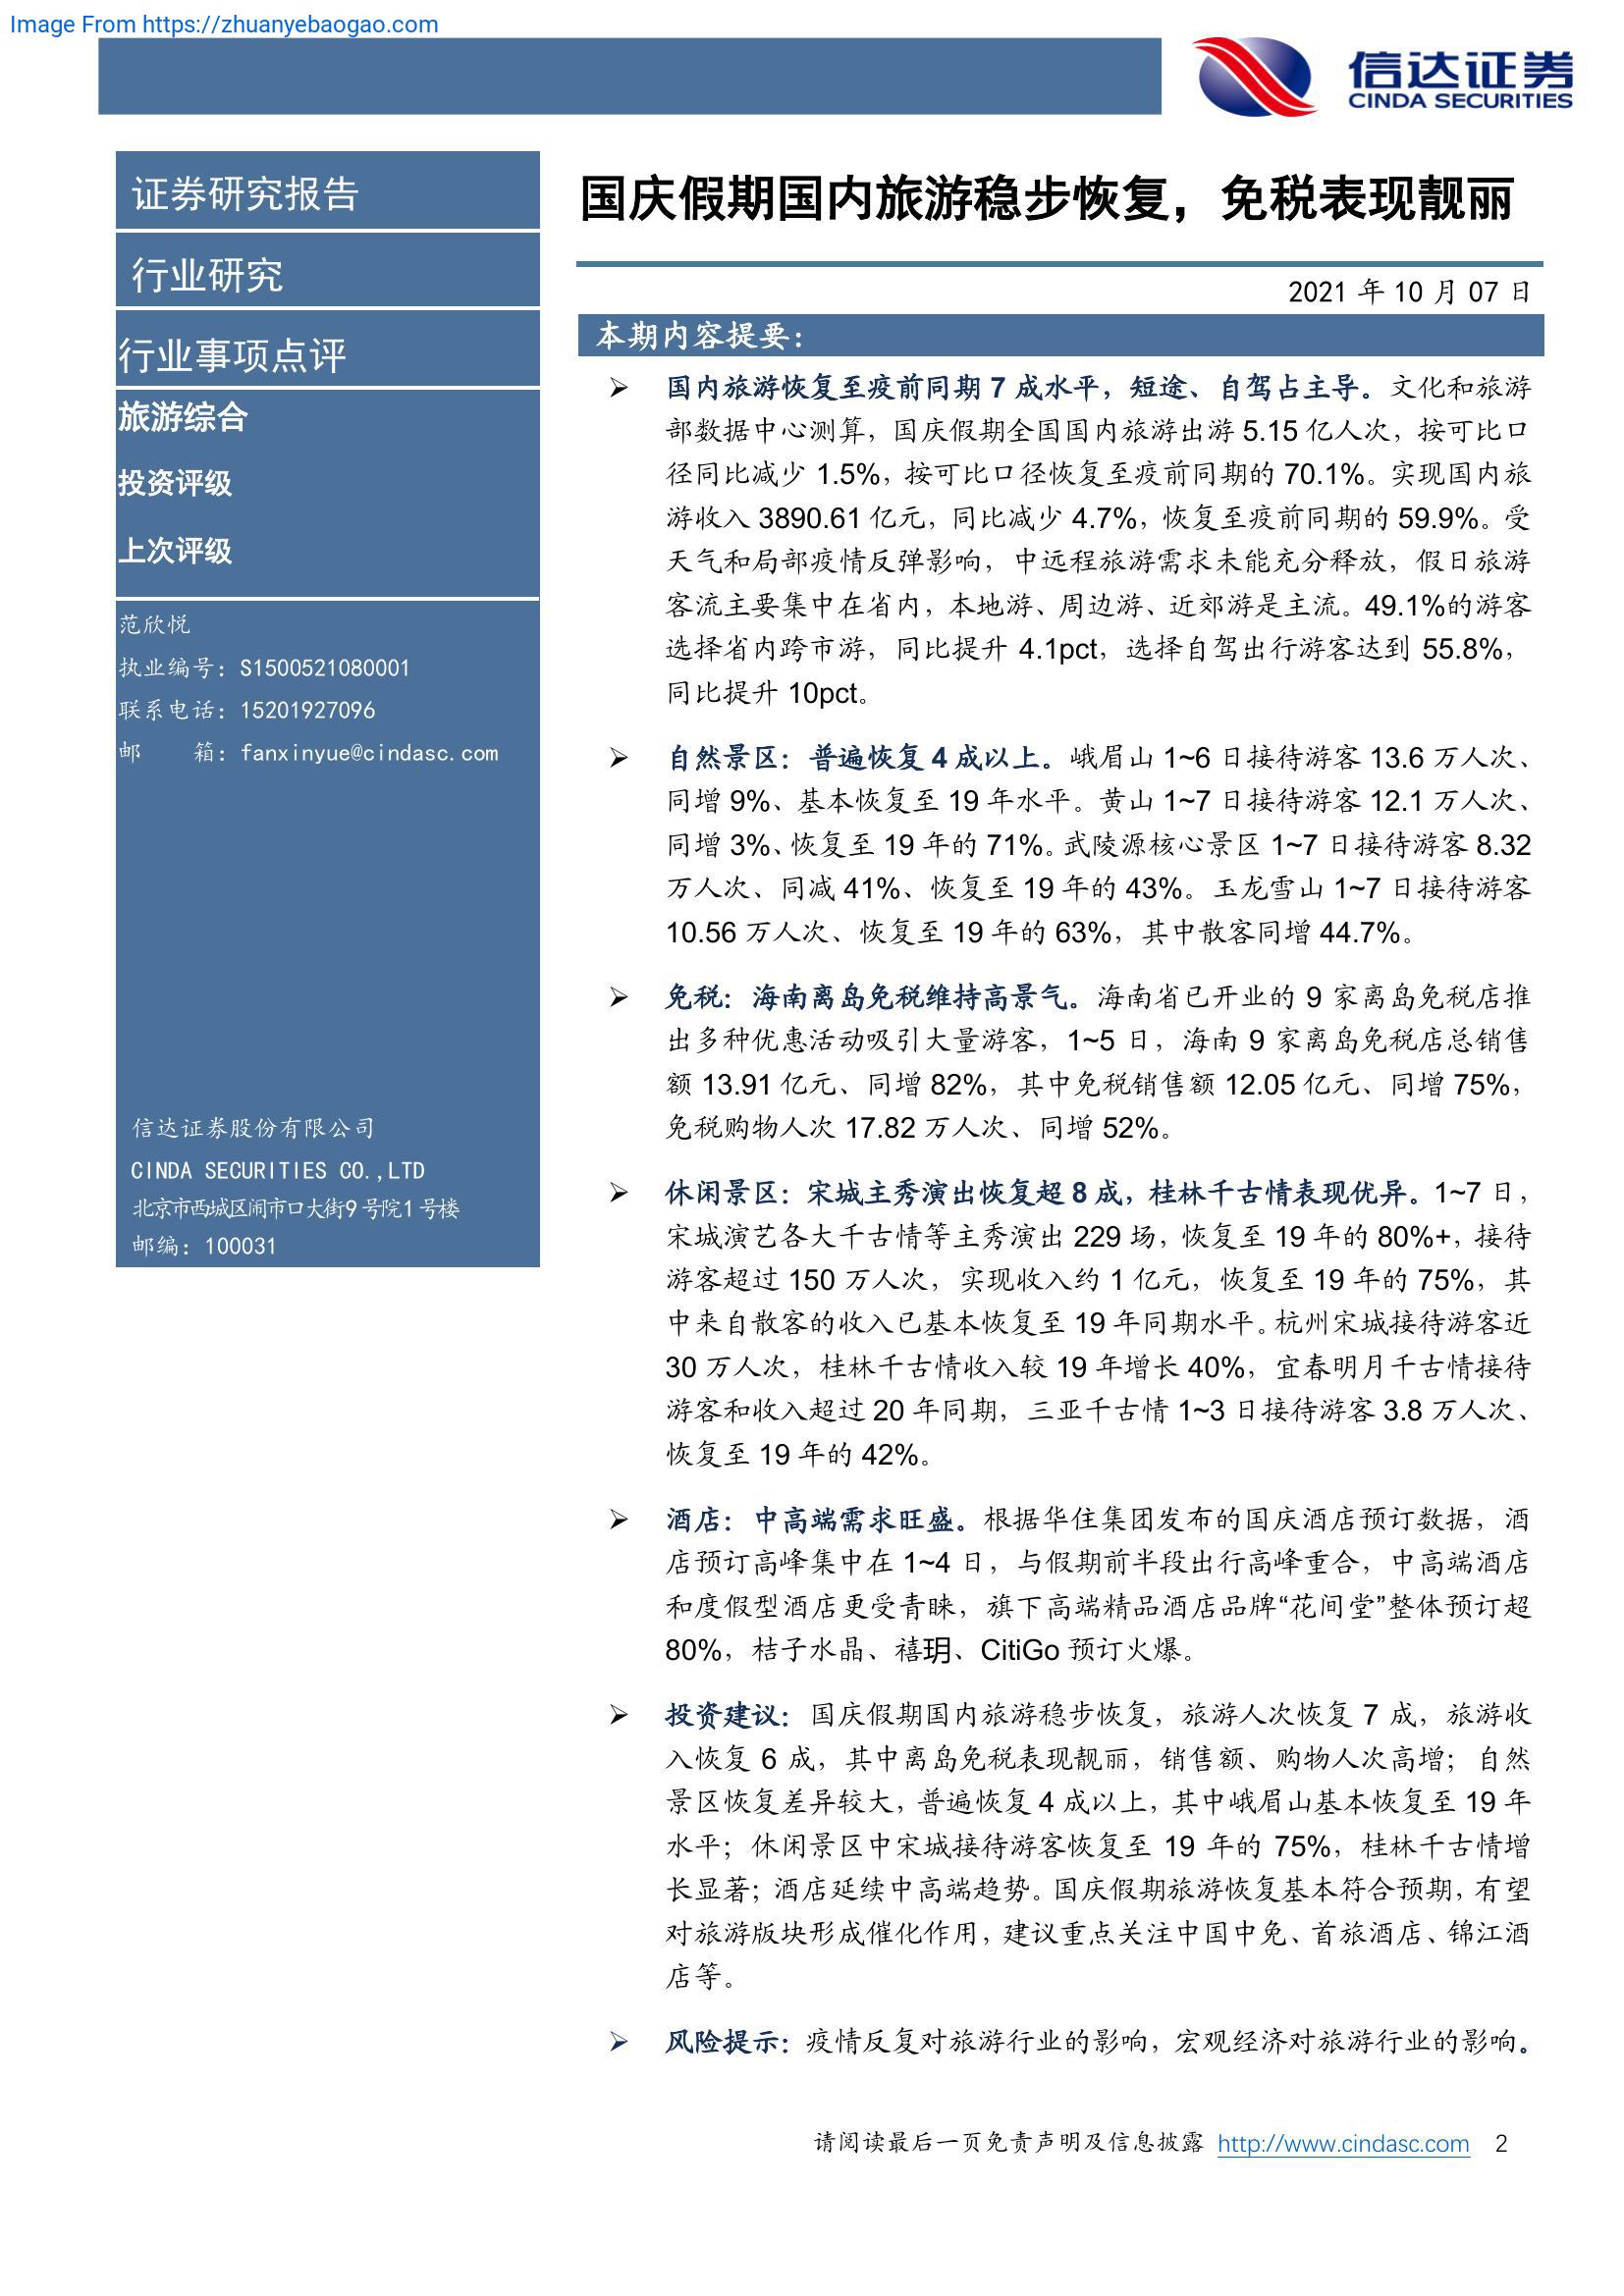 Image From https://zhuanyebaogao.com
信达证券
CINDA SECURITIES
证券研究报告
行业研究
行业事项点评
旅游综合
投资评级
上次评级
范欣悦
执业编号：S1500521080001
联系电话：15201927096
邮 箱：fanxinyue@cindasc.com
信达证券股份有限公司
CINDA SECURITIES CO.,LTD
北京市西城区闹市口大街9号院1号楼
邮编：100031
国庆假期国内旅游稳步恢复，免税表现靓丽
2021 年 10 月 07 日
本期内容提要：
➢ 国内旅游恢复至疫前同期 7 成水平，短途、自驾占主导。文化和旅游
部数据中心测算，国庆假期全国国内旅游出游 5.15 亿人次，按可比口
径同比减少 1.5%，按可比口径恢复至疫前同期的 70.1%。实现国内旅
游收入 3890.61 亿元，同比减少 4.7%，恢复至疫前同期的 59.9%。受
天气和局部疫情反弹影响，中远程旅游需求未能充分释放，假日旅游
客流主要集中在省内，本地游、周边游、近郊游是主流。49.1%的游客
选择省内跨市游，同比提升 4.1pct，选择自驾出行游客达到 55.8%，
同比提升 10pct。
➢ 自然景区：普遍恢复 4 成以上。峨眉山 1~6 日接待游客 13.6 万人次、
同增 9%、基本恢复至 19 年水平。黄山 1~7 日接待游客 12.1 万人次、
同增 3%、恢复至 19 年的 71%。武陵源核心景区 1~7 日接待游客 8.32
万人次、同减 41%、恢复至 19 年的 43%。玉龙雪山 1~7 日接待游客
10.56 万人次、恢复至 19 年的 63%，其中散客同增 44.7%。
➢ 免税：海南离岛免税维持高景气。海南省已开业的 9 家离岛免税店推
出多种优惠活动吸引大量游客，1~5 日，海南 9 家离岛免税店总销售
额 13.91 亿元、同增 82%，其中免税销售额 12.05 亿元、同增 75%，
免税购物人次 17.82 万人次、同增 52%。
➢ 休闲景区：宋城主秀演出恢复超 8 成，桂林千古情表现优异。1~7 日，
宋城演艺各大千古情等主秀演出 229 场，恢复至 19 年的 80%+，接待
游客超过 150 万人次，实现收入约 1 亿元，恢复至 19 年的 75%，其
中来自散客的收入已基本恢复至 19 年同期水平。杭州宋城接待游客近
30 万人次，桂林千古情收入较 19 年增长 40%，宜春明月千古情接待
游客和收入超过 20 年同期，三亚千古情 1~3 日接待游客 3.8 万人次、
恢复至 19 年的 42%。
➢ 酒店：中高端需求旺盛。根据华住集团发布的国庆酒店预订数据，酒
店预订高峰集中在 1~4 日，与假期前半段出行高峰重合，中高端酒店
和度假型酒店更受青睐，旗下高端精品酒店品牌“花间堂”整体预订超
80%，桔子水晶、禧玥、CitiGo 预订火爆。
➢ 投资建议：国庆假期国内旅游稳步恢复，旅游人次恢复 7 成，旅游收
入恢复 6 成，其中离岛免税表现靓丽，销售额、购物人次高增；自然
景区恢复差异较大，普遍恢复 4 成以上，其中峨眉山基本恢复至 19 年
水平；休闲景区中宋城接待游客恢复至 19 年的 75%，桂林千古情增
长显著；酒店延续中高端趋势。国庆假期旅游恢复基本符合预期，有望
对旅游版块形成催化作用，建议重点关注中国中免、首旅酒店、锦江酒
店等。
➢ 风险提示：疫情反复对旅游行业的影响，宏观经济对旅游行业的影响。
请阅读最后一页免责声明及信息披露 http://www.cindasc.com 2